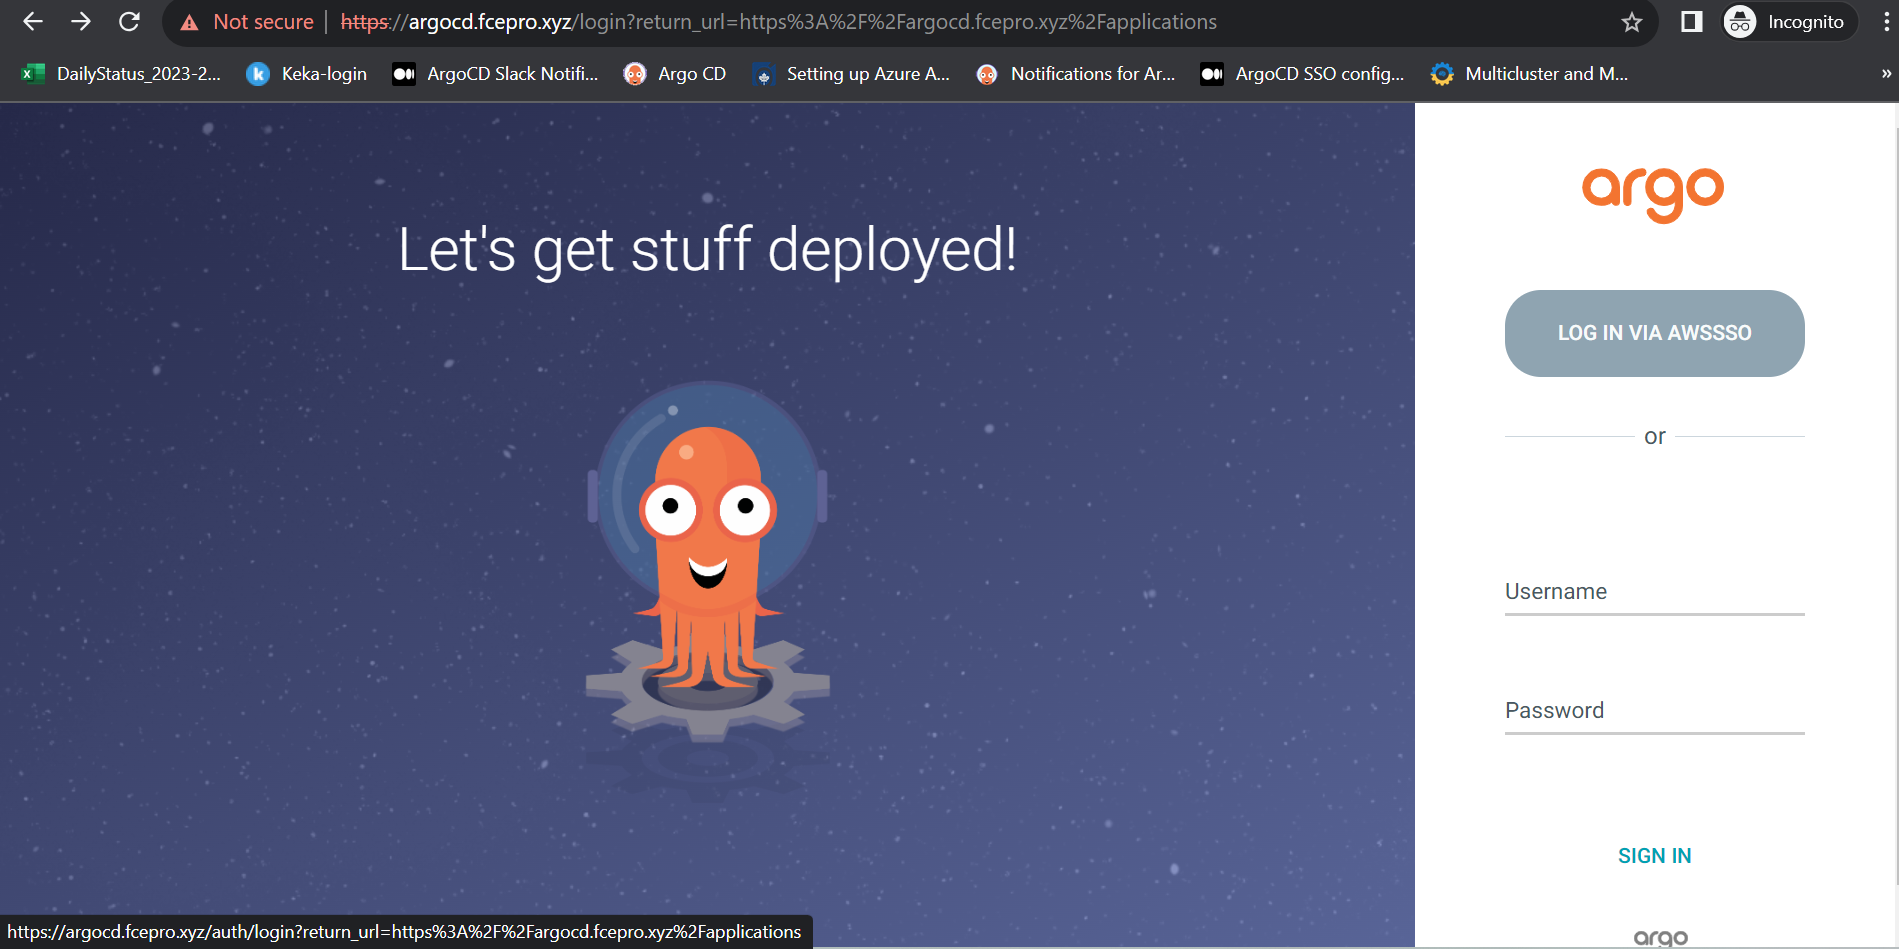 Not secure https://argocd.fcepro.xyz/login?return_url=https%3A%2F%2Fargocd.fcepro.xyz%2Fapplications Incognito
DailyStatus_2023-2... Keka-login ArgoCD Slack Notifi... Argo CD Setting up Azure A... Notifications for Ar... ArgoCD SSO config... Multicluster and M... »
Let's get stuff deployed!
argo
LOG IN VIA AWSSSO
or
Username
Password
SIGN IN
argo
https://argocd.fcepro.xyz/auth/login?return_url=https%3A%2F%2Fargocd.fcepro.xyz%2Fapplications